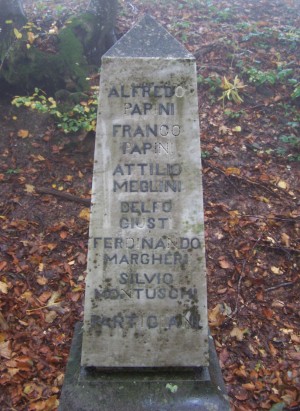 ALFREDO
PAPINI
FRANCO
PAPINI
ATTILIO
MEGLINI
DELFO
GIUSTI
FERDINANDO
MARGHERI
SILVIO
MONTUSCHI
PARTIGIANI